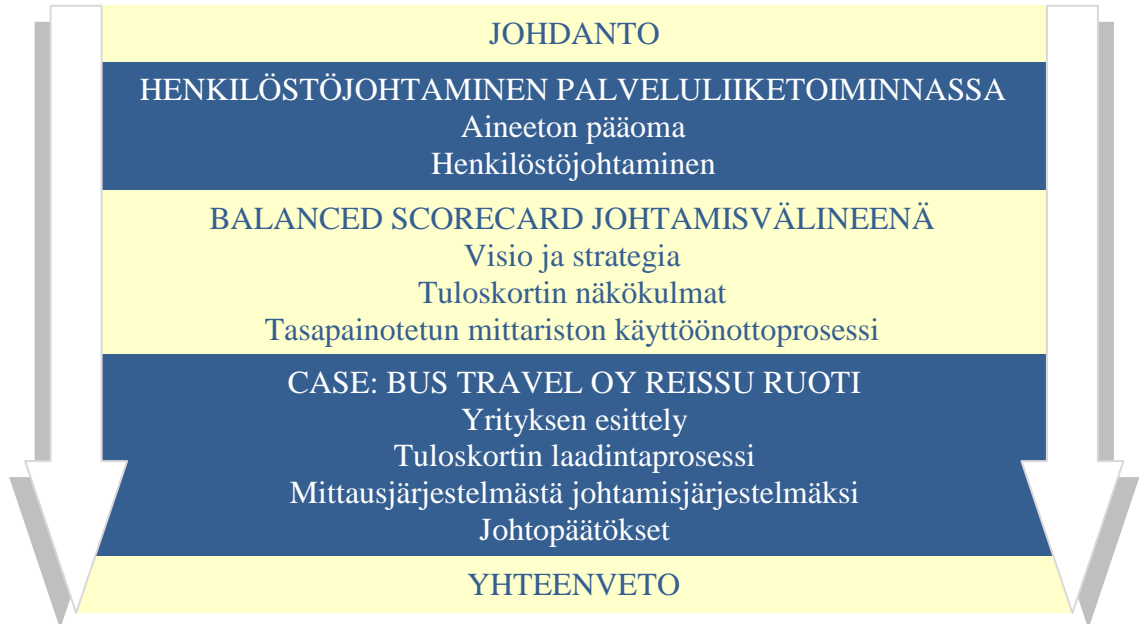 JOHDANTO
HENKILÖSTÖJOHTAMINEN PALVELULIIKETOIMINNASSA
Aineeton pääoma
Henkilöstöjohtaminen
BALANCED SCORECARD JOHTAMISVÄLINEENÄ
Visio ja strategia
Tuloskortin näkökulmat
Tasapainotetun mittariston käyttöönottoprosessi
CASE: BUS TRAVEL OY REISSU RUOTI
Yrityksen esittely
Tuloskortin laadintaprosessi
Mittausjärjestelmästä johtamisjärjestelmäksi
Johtopäätökset
YHTEENVETO